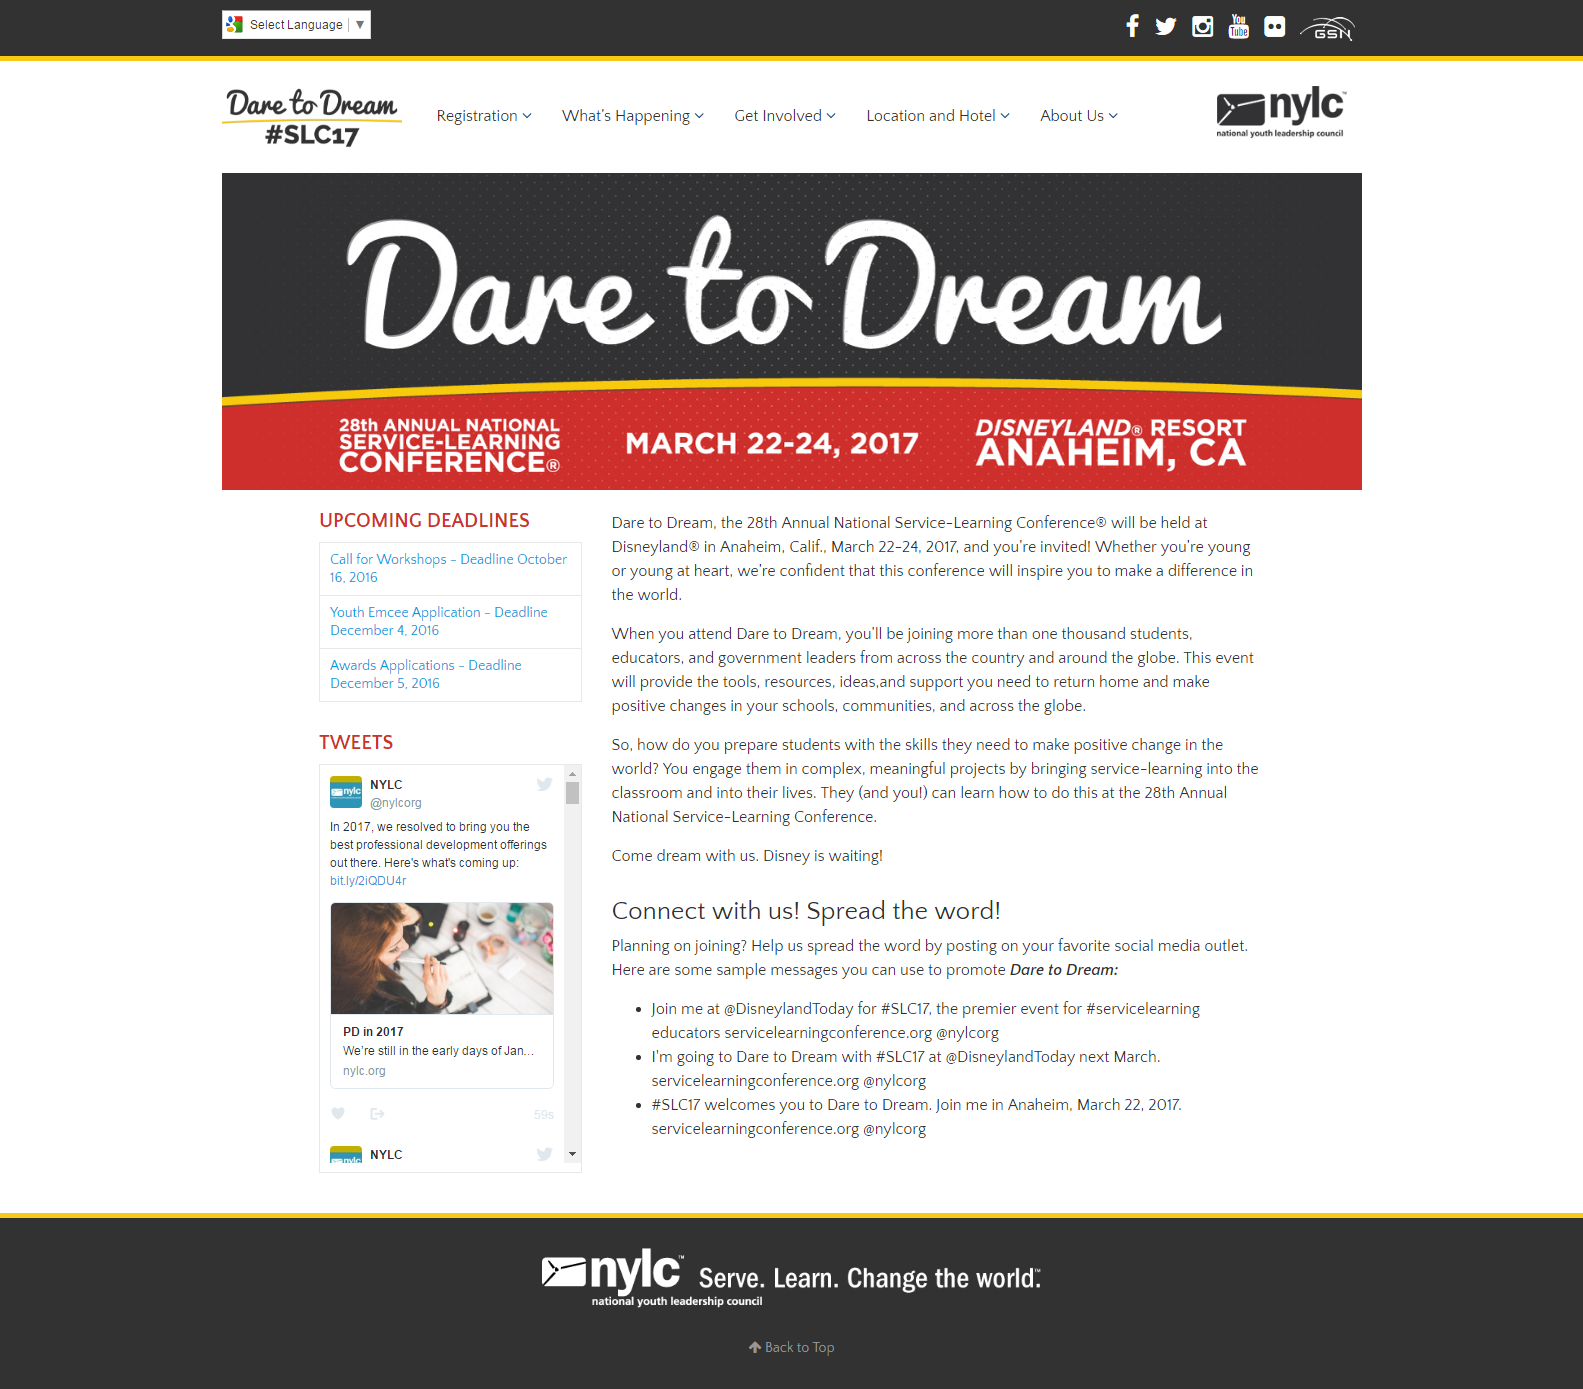 Select Language ▼
GSN
Dare to Dream
#SLC17
Registration
What's Happening
Get Involved
Location and Hotel
About Us
nylc™
national youth leadership council
Dare to Dream
28th ANNUAL NATIONAL
SERVICE-LEARNING
CONFERENCE®
MARCH 22-24, 2017
DISNEYLAND® RESORT
ANAHEIM, CA
UPCOMING DEADLINES
Call for Workshops - Deadline October
16, 2016
Youth Emcee Application - Deadline
December 4, 2016
Awards Applications - Deadline
December 5, 2016
TWEETS
NYLC
@nylcorg
In 2017, we resolved to bring you the
best professional development offerings
out there. Here's what's coming up:
bit.ly/2iQDU4r
PD in 2017
We're still in the early days of Jan...
nylc.org
59s
nylc
NYLC
Dare to Dream, the 28th Annual National Service-Learning Conference® will be held at
Disneyland® in Anaheim, Calif., March 22-24, 2017, and you're invited! Whether you're young
or young at heart, we're confident that this conference will inspire you to make a difference in
the world.
When you attend Dare to Dream, you'll be joining more than one thousand students,
educators, and government leaders from across the country and around the globe. This event
will provide the tools, resources, ideas,and support you need to return home and make
positive changes in your schools, communities, and across the globe.
So, how do you prepare students with the skills they need to make positive change in the
world? You engage them in complex, meaningful projects by bringing service-learning into the
classroom and into their lives. They (and you!) can learn how to do this at the 28th Annual
National Service-Learning Conference.
Come dream with us. Disney is waiting!
Connect with us! Spread the word!
Planning on joining? Help us spread the word by posting on your favorite social media outlet.
Here are some sample messages you can use to promote Dare to Dream:
• Join me at @DisneylandToday for #SLC17, the premier event for #servicelearning
educators servicelearningconference.org @nylcorg
• I'm going to Dare to Dream with #SLC17 at @DisneylandToday next March.
servicelearningconference.org @nylcorg
• #SLC17 welcomes you to Dare to Dream. Join me in Anaheim, March 22, 2017.
servicelearningconference.org @nylcorg
nylc™ Serve. Learn. Change the world.™
national youth leadership council
Back to Top